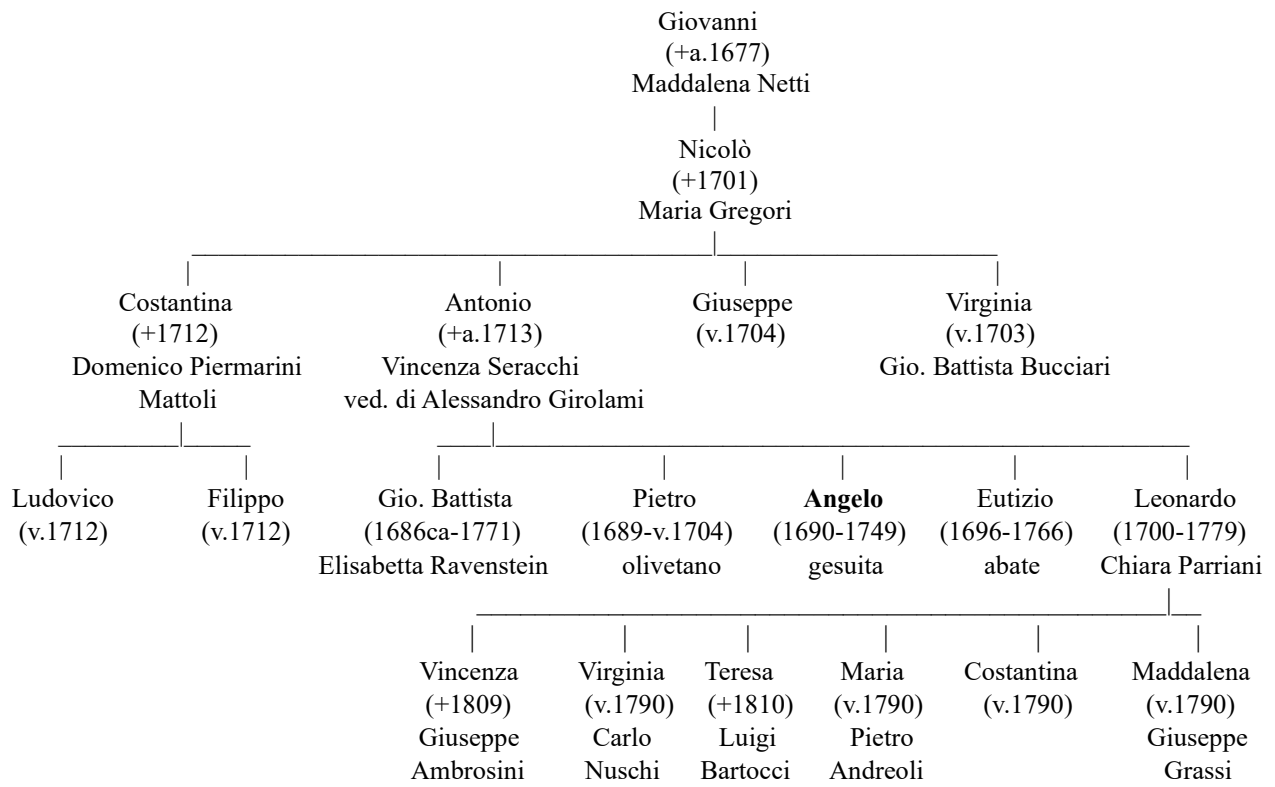 Giovanni
(+a.1677)
Maddalena Netti
Nicolò
(+1701)
Maria Gregori
Costantina Antonio Giuseppe Virginia
(+1712) (+a.1713) (v.1704) (v.1703)
Domenico Piermarini Vincenza Seracchi Gio. Battista Bucciari
Mattoli ved. di Alessandro Girolami
Ludovico Filippo Gio. Battista Pietro Angelo Eutizio Leonardo
(v.1712) (v.1712) (1686ca-1771) (1689-v.1704) (1690-1749) (1696-1766) (1700-1779)
Elisabetta Ravenstein olivetano gesuita abate Chiara Parriani
Vincenza Virginia Teresa Maria Costantina Maddalena
(+1809) (v.1790) (+1810) (v.1790) (v.1790) (v.1790)
Giuseppe Carlo Luigi Pietro Giuseppe
Ambrosini Nuschi Bartocci Andreoli Grassi